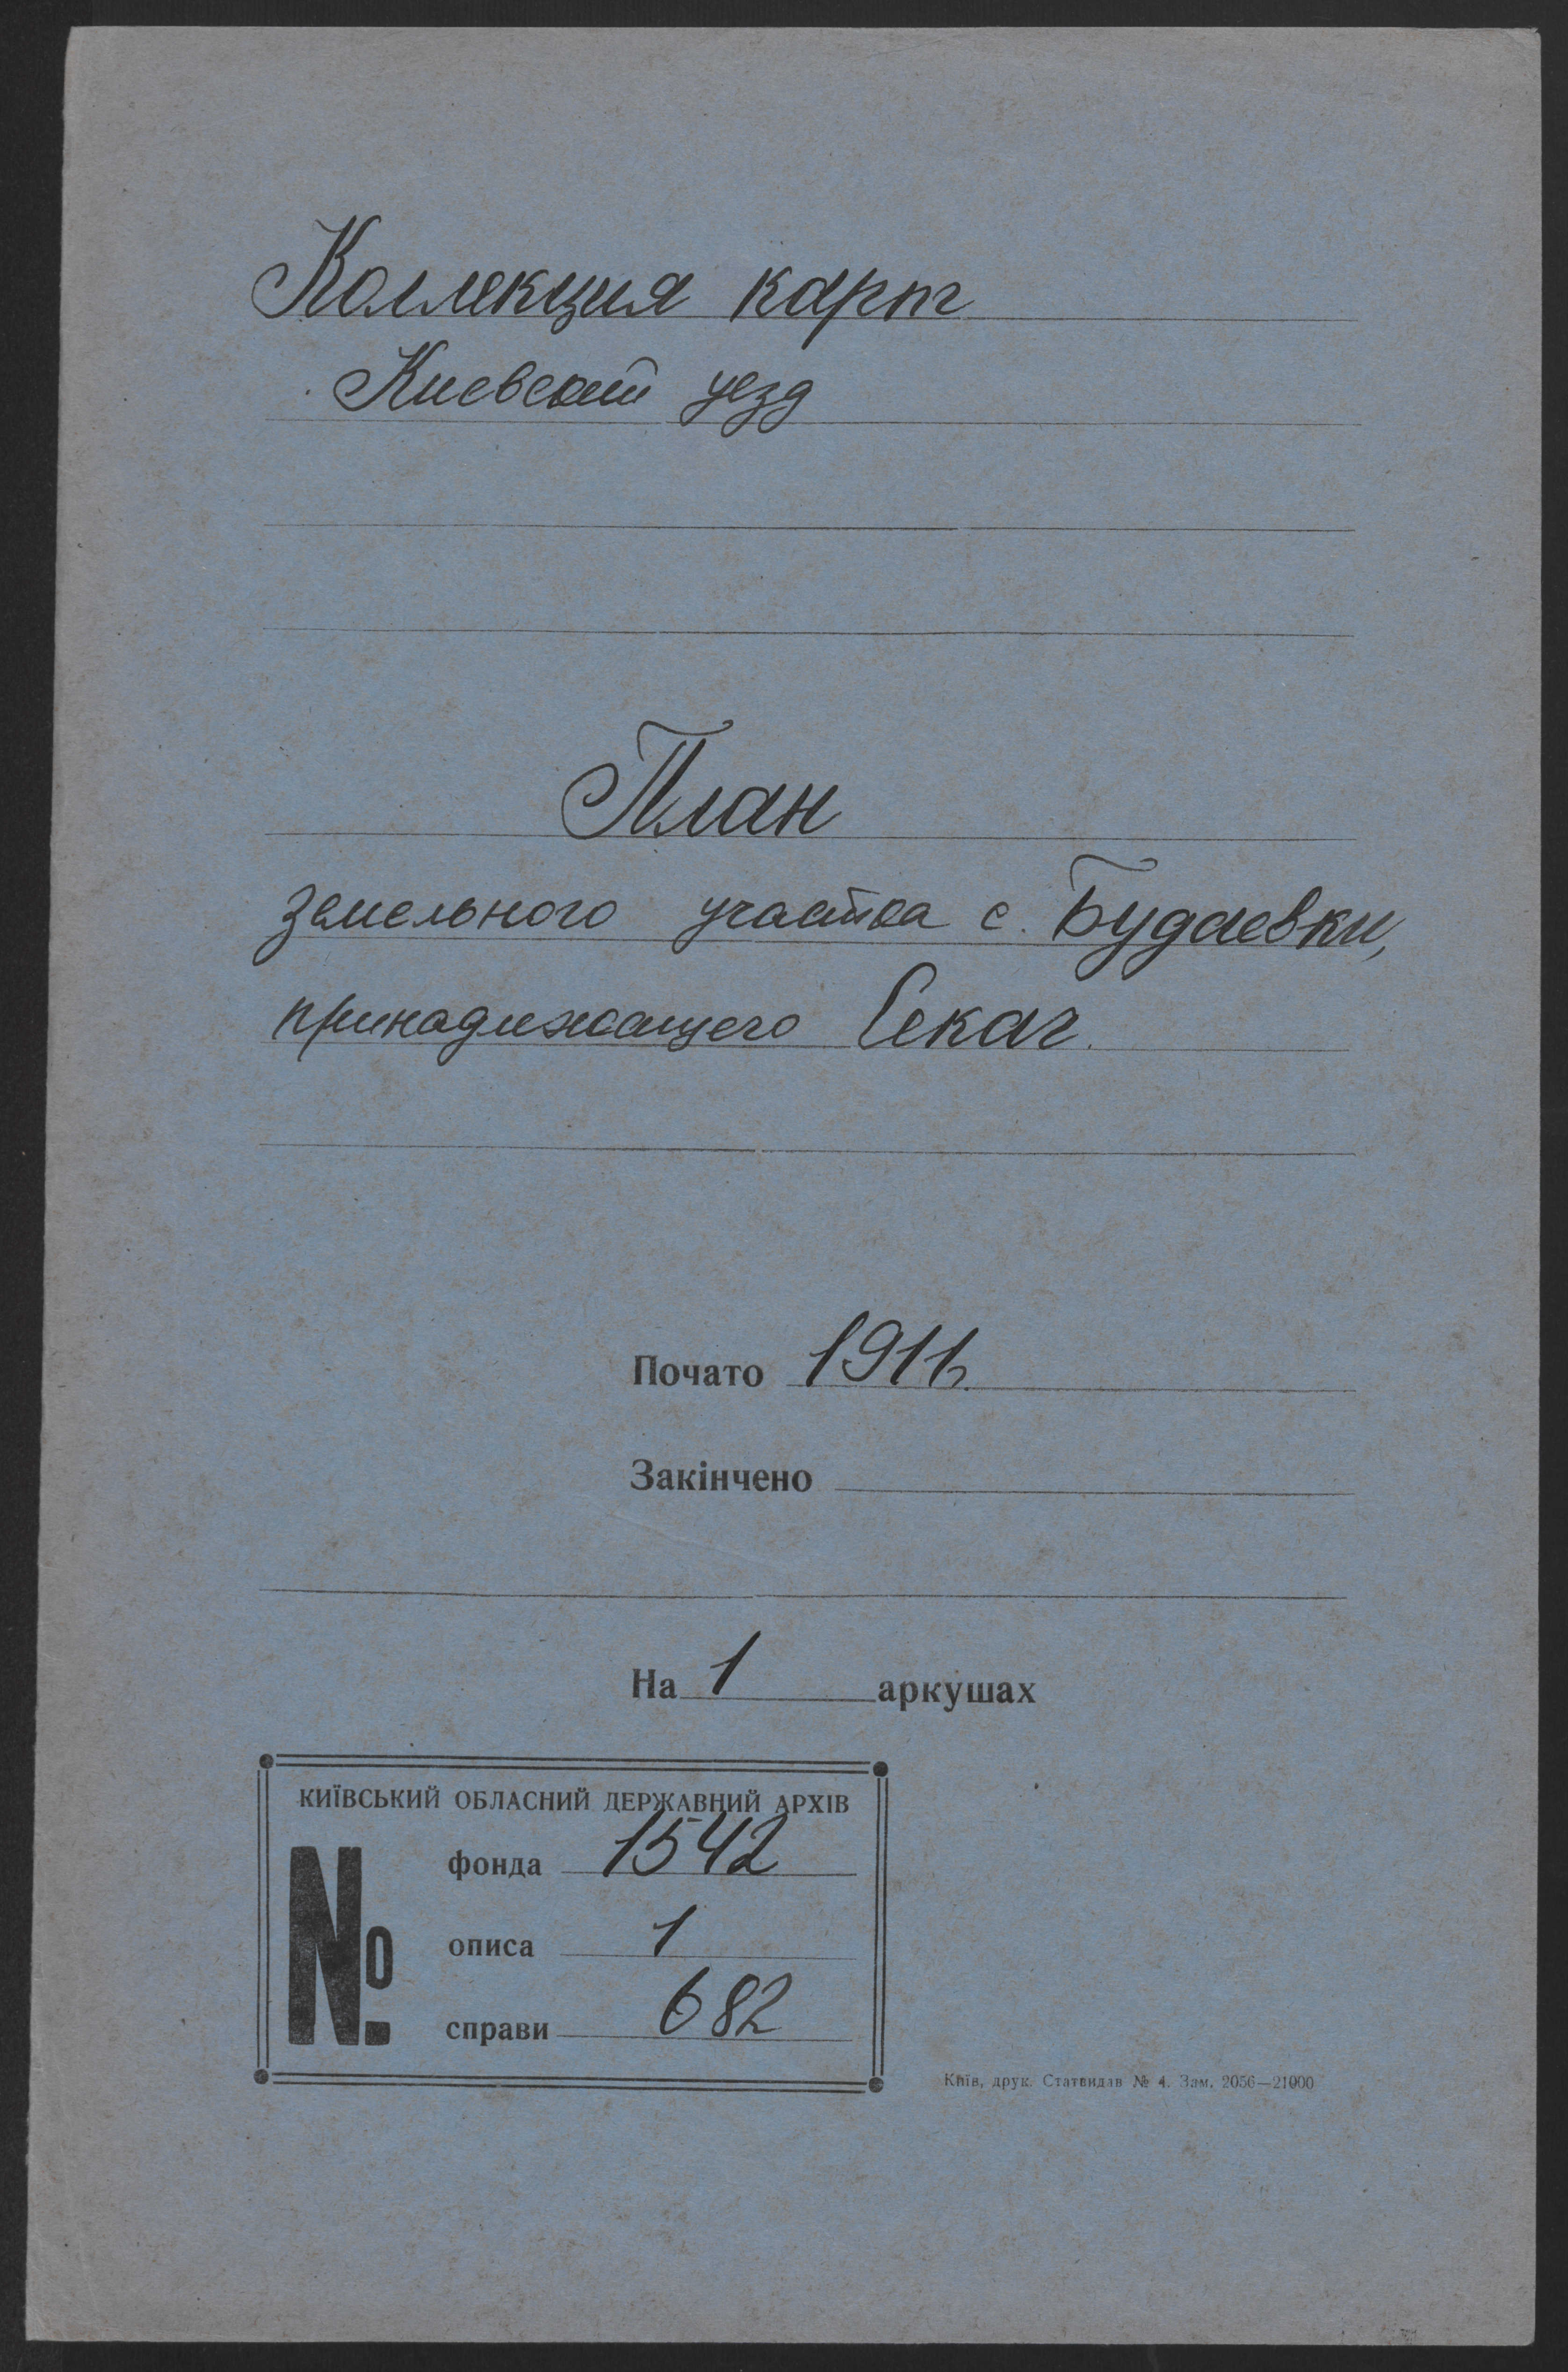 Коллекция карт
Киевский уезд
План
земельного участка с. Будаевки,
принадлежащего Секач.
Почато 1911г.
Закінчено
На 1 аркушах
КИЇВСЬКИЙ ОБЛАСНИЙ ДЕРЖАВНИЙ АРХІВ
№
фонда 1542
описа 1
справи 682
Київ, друк. Статвидав № 4. Зам. 2056—21000